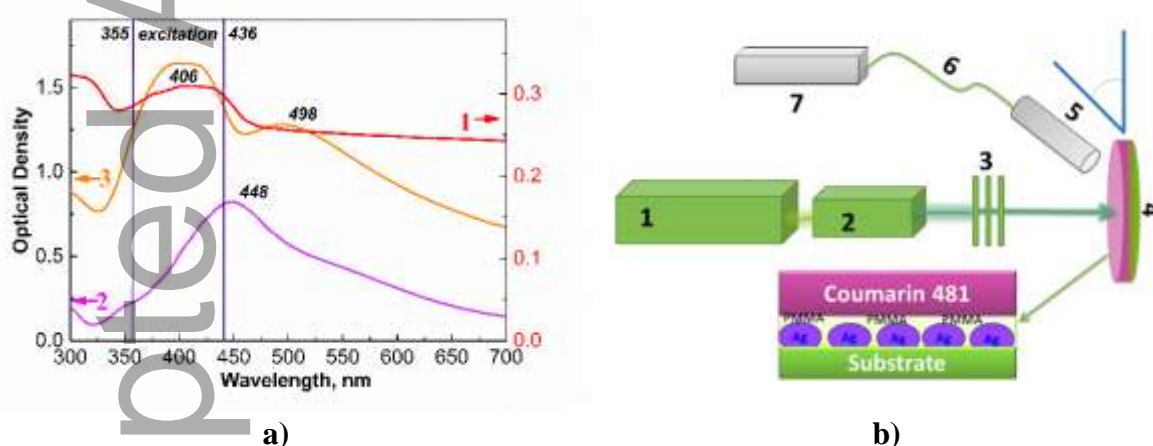 355 excitation 436
406
498
448
1
3
2
Optical Density
0.0
0.5
1.0
1.5
0.0
0.1
0.2
0.3
300 350 400 450 500 550 600 650 700
Wavelength, nm
a)
7
6
5
3
4
1
2
Coumarin 481
PMMA PMMA PMMA
Ag Ag Ag Ag Ag
Substrate
b)
pted A